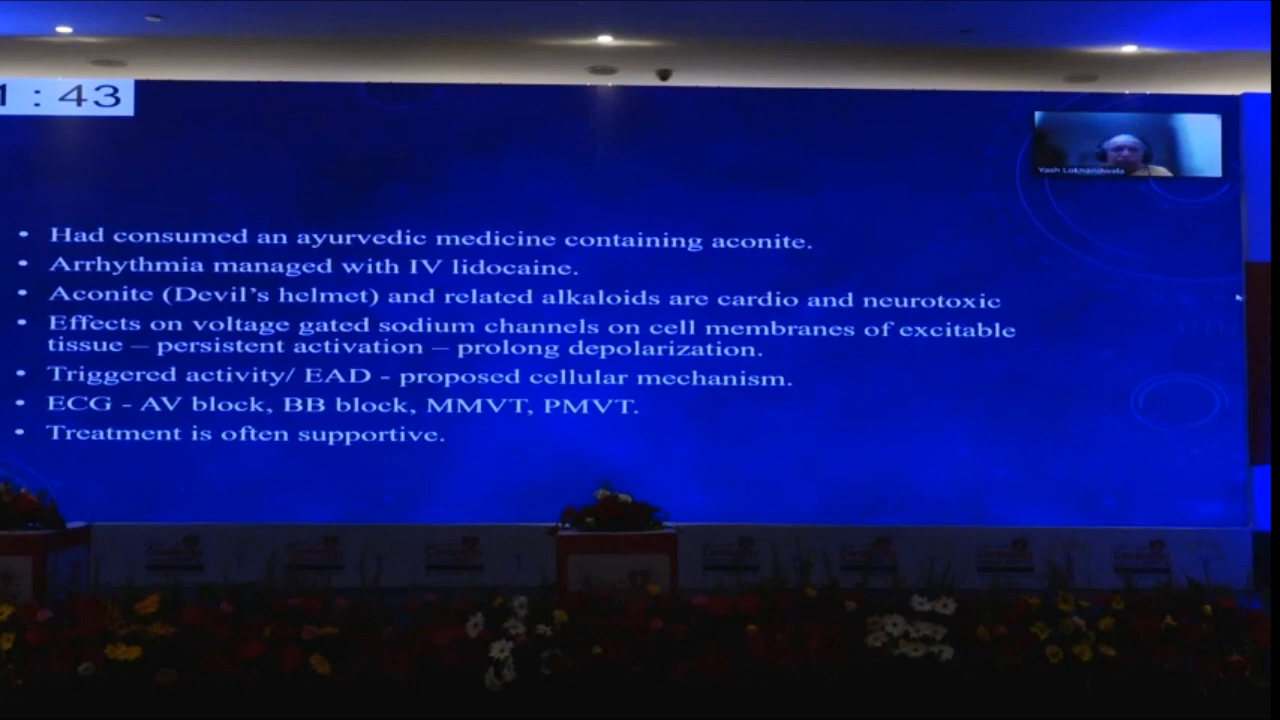 1 : 43
Yash Lokhandwala
• Had consumed an ayurvedic medicine containing aconite.
• Arrhythmia managed with IV lidocaine.
• Aconite (Devil's helmet) and related alkaloids are cardio and neurotoxic
• Effects on voltage gated sodium channels on cell membranes of excitable
tissue – persistent activation – prolong depolarization.
• Triggered activity/ EAD - proposed cellular mechanism.
• ECG - AV block, BB block, MMVT, PMVT.
• Treatment is often supportive.